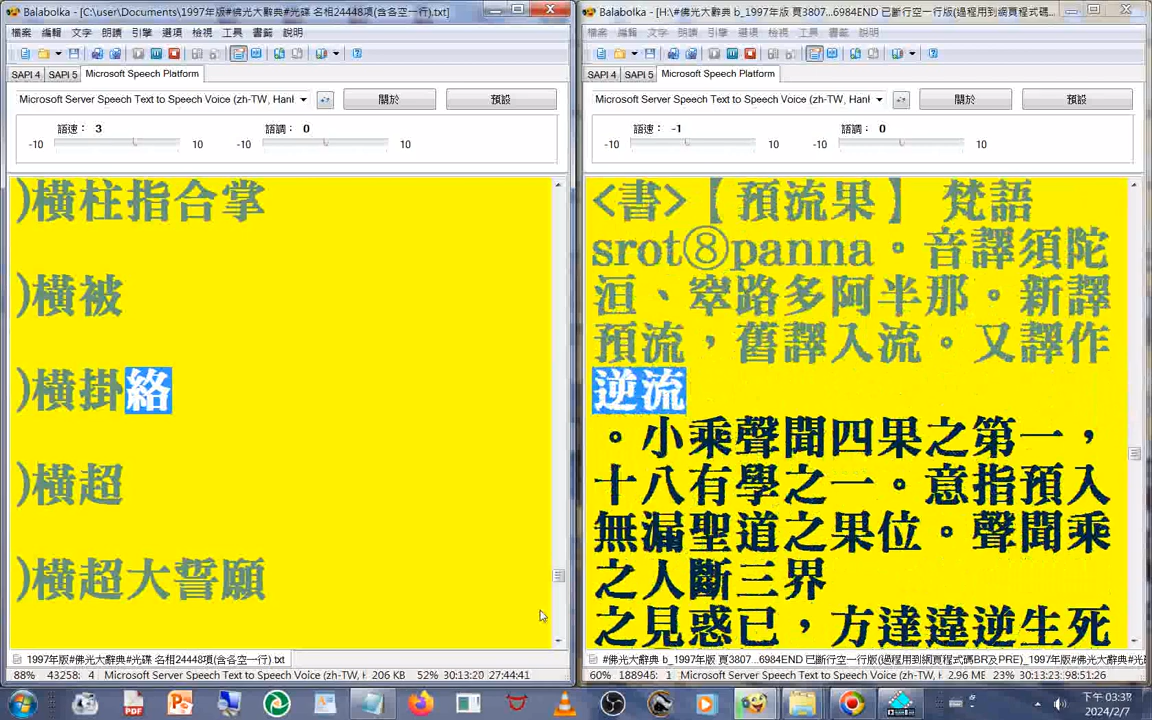 Balabolka - [C:\user\Documents\1997年版#佛光大辭典#光碟 名相24448項(含各空一行).txt]
檔案 編輯 文字 朗讀 引擎 選項 檢視 工具 書籤 說明
SAPI 4 SAPI 5 Microsoft Speech Platform
Microsoft Server Speech Text to Speech Voice (zh-TW, Hanl
關於
預設
語速： 3
語調： 0
-10 10 -10 10
)橫柱指合掌
)橫被
)橫掛絡
)橫超
)橫超大誓願
1997年版#佛光大辭典#光碟 名相24448項(含各空一行).txt
88% 43258: 4 Microsoft Server Speech Text to Speech Voice (zh-T 206 KB 52% 30:13:20 27:44:41
Balabolka - [H:\#佛光大辭典 b_1997年版 頁3807...6984END 已斷行空一行版(過程用到網頁程式碼...
檔案 編輯 文字 朗讀 引擎 選項 檢視 工具 書籤 說明
SAPI 4 SAPI 5 Microsoft Speech Platform
Microsoft Server Speech Text to Speech Voice (zh-TW, Hanl
關於
預設
語速： -1
語調： 0
-10 10 -10 10
<書>【預流果】 梵語
srot⑧panna。音譯須陀
洹、窣路多阿半那。新譯
預流，舊譯入流。又譯作
逆流
。小乘聲聞四果之第一，
十八有學之一。意指預入
無漏聖道之果位。聲聞乘
之人斷三界
之見惑已，方達違逆生死
#佛光大辭典 b_1997年版 頁3807...6984END 已斷行空一行版(過程用到網頁程式碼BR及PRE)_1997年版#光
60% 188945: 1 Microsoft Server Speech Text to Speech Voice (zh-T 2.96 ME 23% 30:13:23:98:51:26
PDF
下午 03:38
2024/2/7